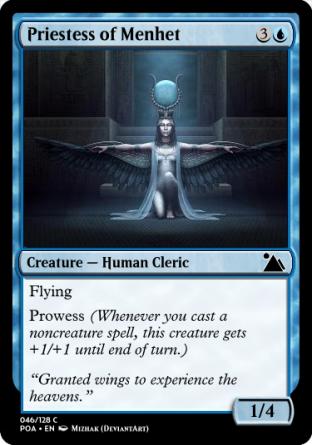 Priestess of Menhet 3
Creature — Human Cleric
Flying
Prowess (Whenever you cast a
noncreature spell, this creature gets
+1/+1 until end of turn.)
“Granted wings to experience the
heavens.”
1/4
046/128 C
POA • EN Mizhak (DeviantArt)